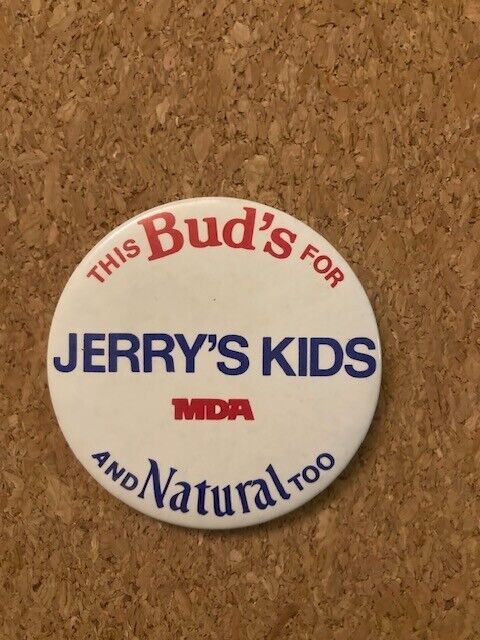 THIS Bud's FOR
JERRY'S KIDS
MDA
AND Natural TOO